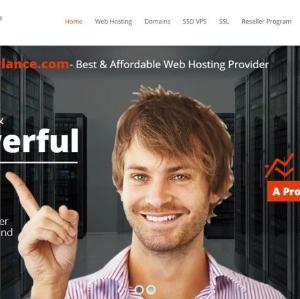 Home Web Hosting Domains SSD VPS SSL Reseller Program
lance.com - Best & Affordable Web Hosting Provider
&
erful
A Pro
er
nd